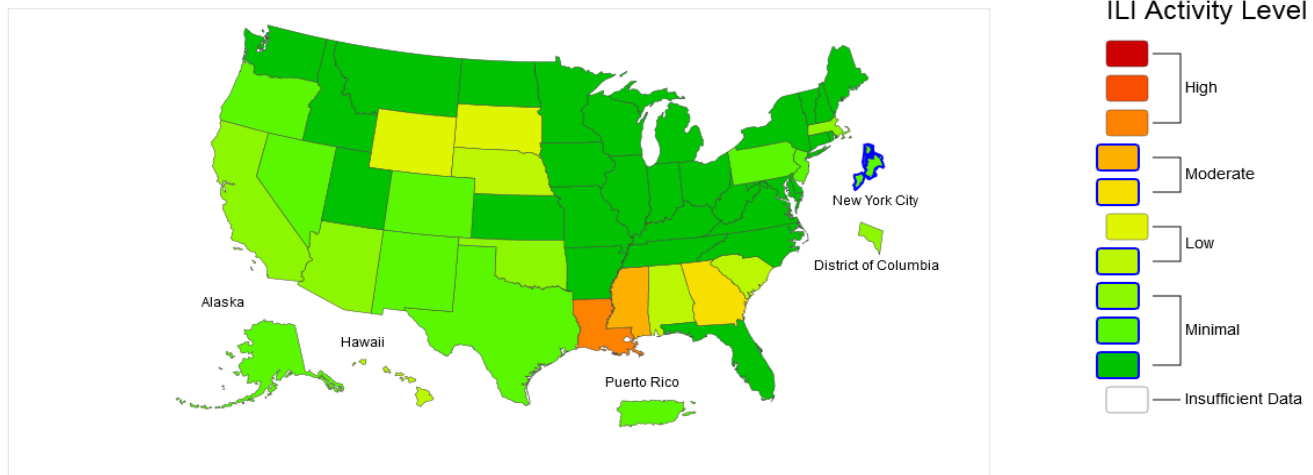 ILI Activity Level
High
Moderate
New York City
Low
District of Columbia
Alaska
Minimal
Hawaii
Puerto Rico
Insufficient Data